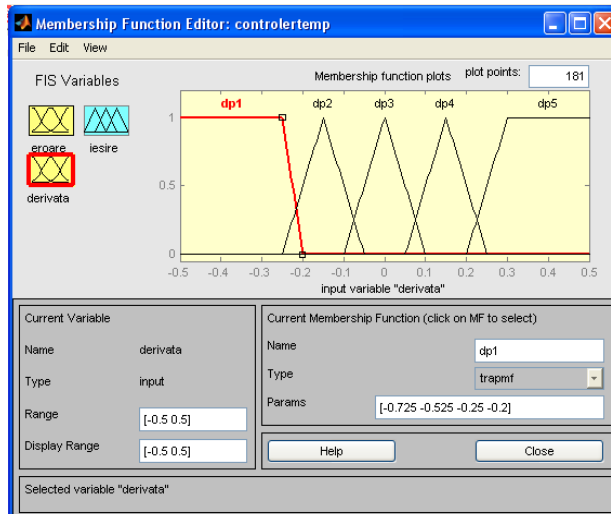 Membership Function Editor: controlertemp
File Edit View
FIS Variables
Membership function plots plot points: 181
eroare iesire
derivata
dp1 dp2 dp3 dp4 dp5
1
0.5
0
-0.5 -0.4 -0.3 -0.2 -0.1 0 0.1 0.2 0.3 0.4 0.5
input variable "derivata"
Current Variable
Name derivata
Type input
Range [-0.5 0.5]
Display Range [-0.5 0.5]
Current Membership Function (click on MF to select)
Name dp1
Type trapmf
Params [-0.725 -0.525 -0.25 -0.2]
Help Close
Selected variable "derivata"